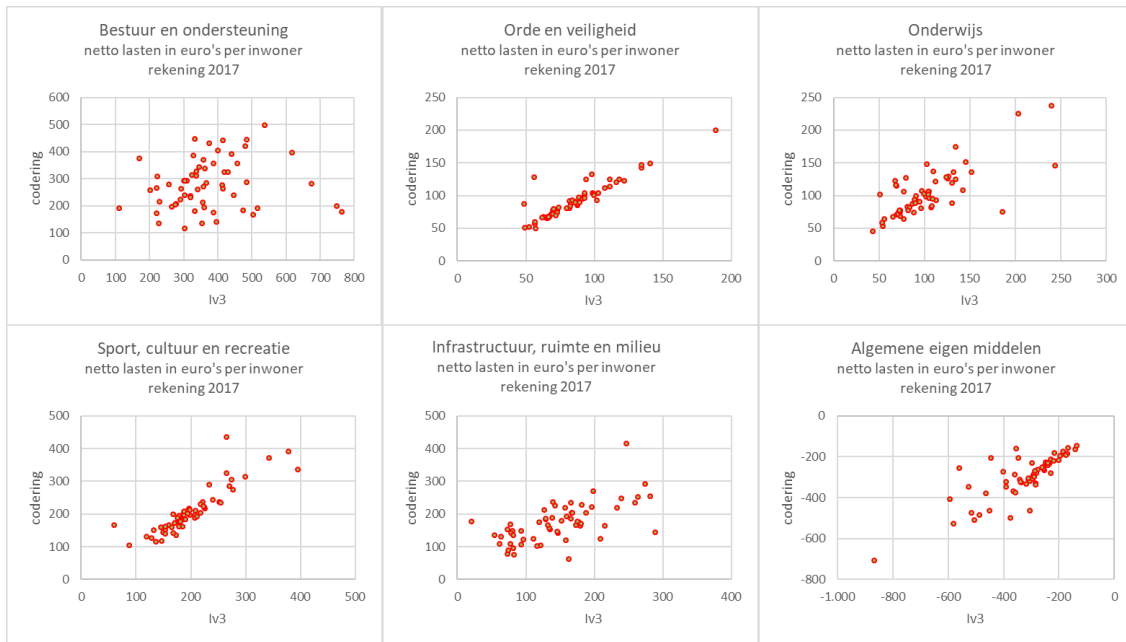 Bestuur en ondersteuning
netto lasten in euro's per inwoner
rekening 2017
600
500
400
300
200
100
0
codering
0 100 200 300 400 500 600 700 800
Iv3
Orde en veiligheid
netto lasten in euro's per inwoner
rekening 2017
250
200
150
100
50
0
codering
0 50 100 150 200
Iv3
Onderwijs
netto lasten in euro's per inwoner
rekening 2017
250
200
150
100
50
0
codering
0 50 100 150 200 250 300
Iv3
Sport, cultuur en recreatie
netto lasten in euro's per inwoner
rekening 2017
500
400
300
200
100
0
codering
0 100 200 300 400 500
Iv3
Infrastructuur, ruimte en milieu
netto lasten in euro's per inwoner
rekening 2017
500
400
300
200
100
0
codering
0 100 200 300 400
Iv3
Algemene eigen middelen
netto lasten in euro's per inwoner
rekening 2017
0
-200
-400
-600
-800
codering
-1.000 -800 -600 -400 -200 0
Iv3